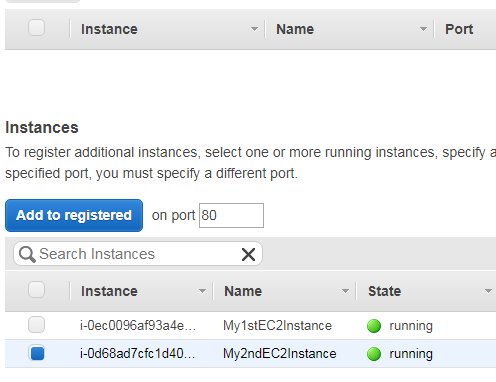 Instance Name Port
Instances
To register additional instances, select one or more running instances, specify a
specified port, you must specify a different port.
Add to registered on port 80
Search Instances
Instance Name State
i-0ec0096af93a4e... My1stEC2Instance running
i-0d68ad7cfc1d40... My2ndEC2Instance running